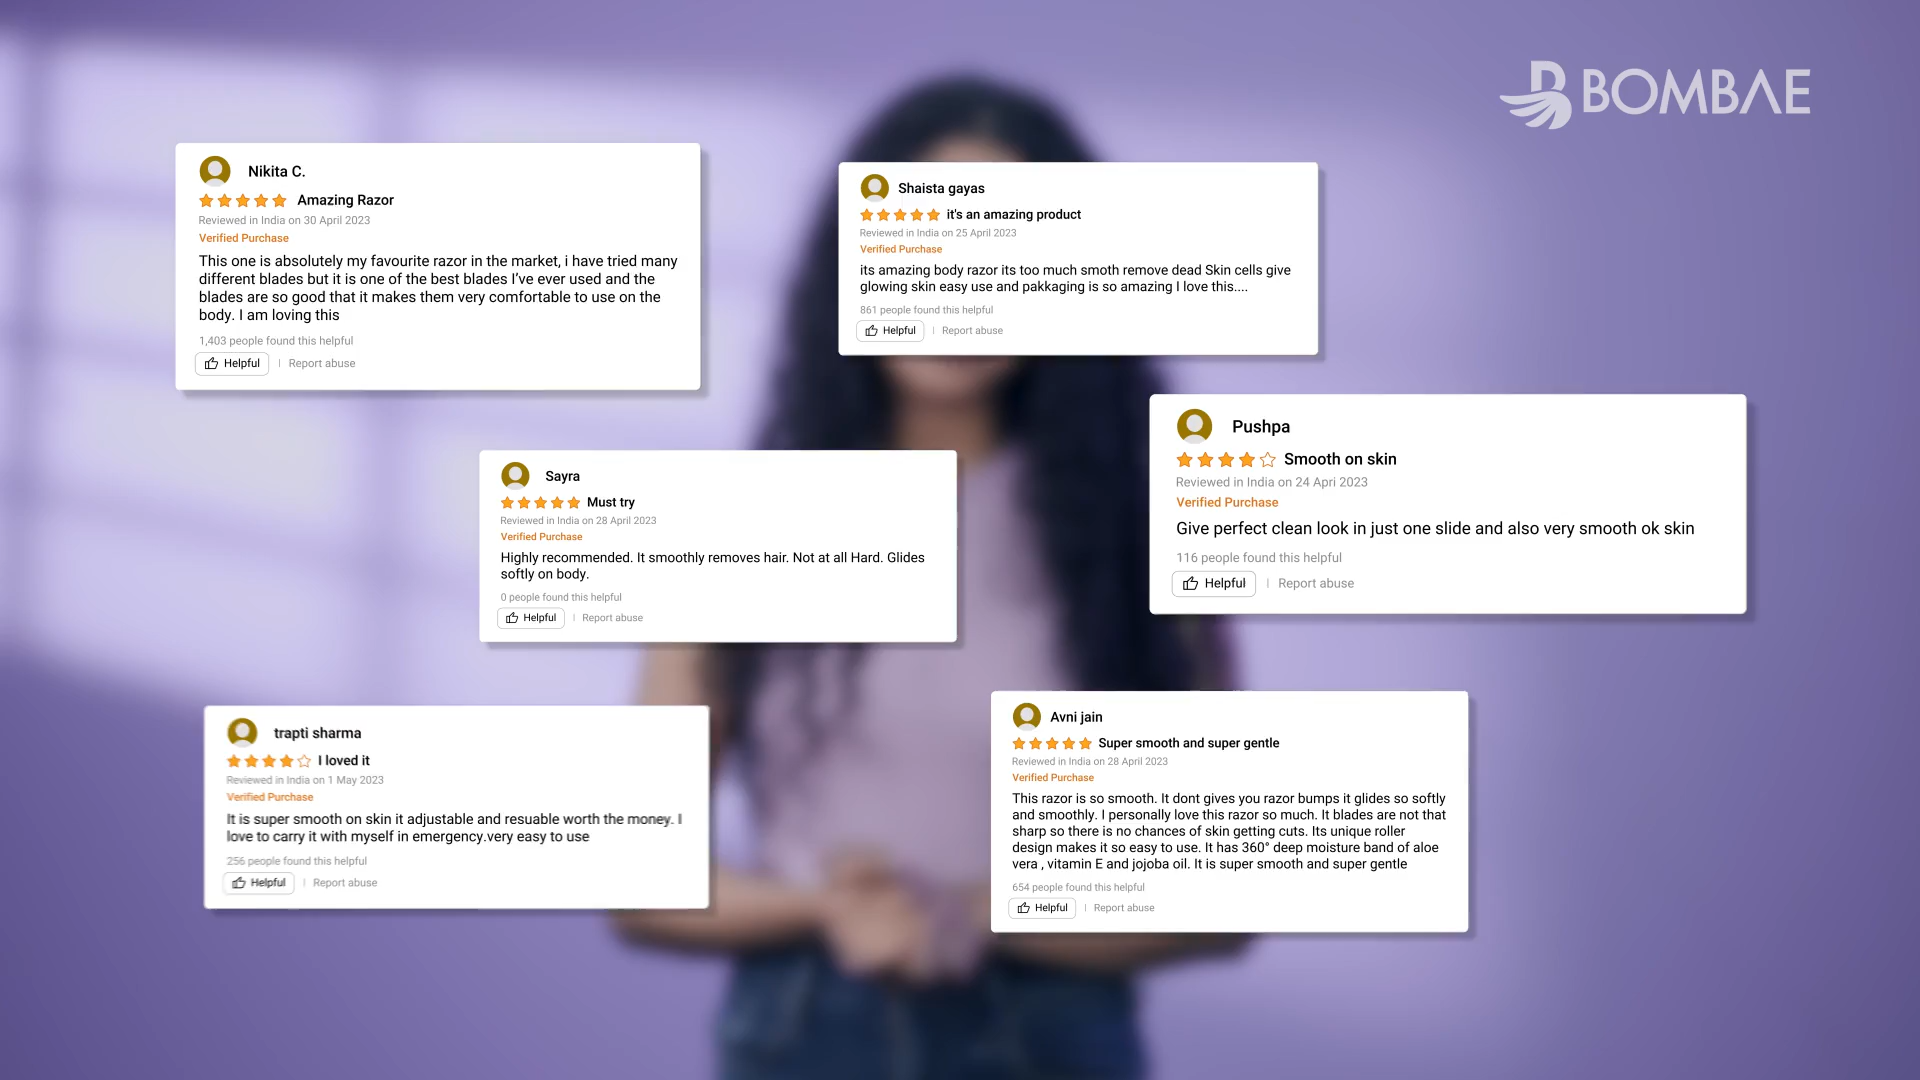 BOMBAE
Nikita C.
Amazing Razor
Reviewed in India on 30 April 2023
Verified Purchase
This one is absolutely my favourite razor in the market, i have tried many
different blades but it is one of the best blades I’ve ever used and the
blades are so good that it makes them very comfortable to use on the
body. I am loving this
1,403 people found this helpful
Helpful | Report abuse
Shaista gayas
it's an amazing product
Reviewed in India on 25 April 2023
Verified Purchase
its amazing body razor its too much smoth remove dead Skin cells give
glowing skin easy use and pakkaging is so amazing I love this....
861 people found this helpful
Helpful | Report abuse
Pushpa
Smooth on skin
Reviewed in India on 24 Apri 2023
Verified Purchase
Give perfect clean look in just one slide and also very smooth ok skin
116 people found this helpful
Helpful | Report abuse
Sayra
Must try
Reviewed in India on 28 April 2023
Verified Purchase
Highly recommended. It smoothly removes hair. Not at all Hard. Glides
softly on body.
0 people found this helpful
Helpful | Report abuse
trapti sharma
I loved it
Reviewed in India on 1 May 2023
Verified Purchase
It is super smooth on skin it adjustable and resuable worth the money. I
love to carry it with myself in emergency.very easy to use
256 people found this helpful
Helpful | Report abuse
Avni jain
Super smooth and super gentle
Reviewed in India on 28 April 2023
Verified Purchase
This razor is so smooth. It dont gives you razor bumps it glides so softly
and smoothly. I personally love this razor so much. It blades are not that
sharp so there is no chances of skin getting cuts. Its unique roller
design makes it so easy to use. It has 360° deep moisture band of aloe
vera , vitamin E and jojoba oil. It is super smooth and super gentle
654 people found this helpful
Helpful | Report abuse